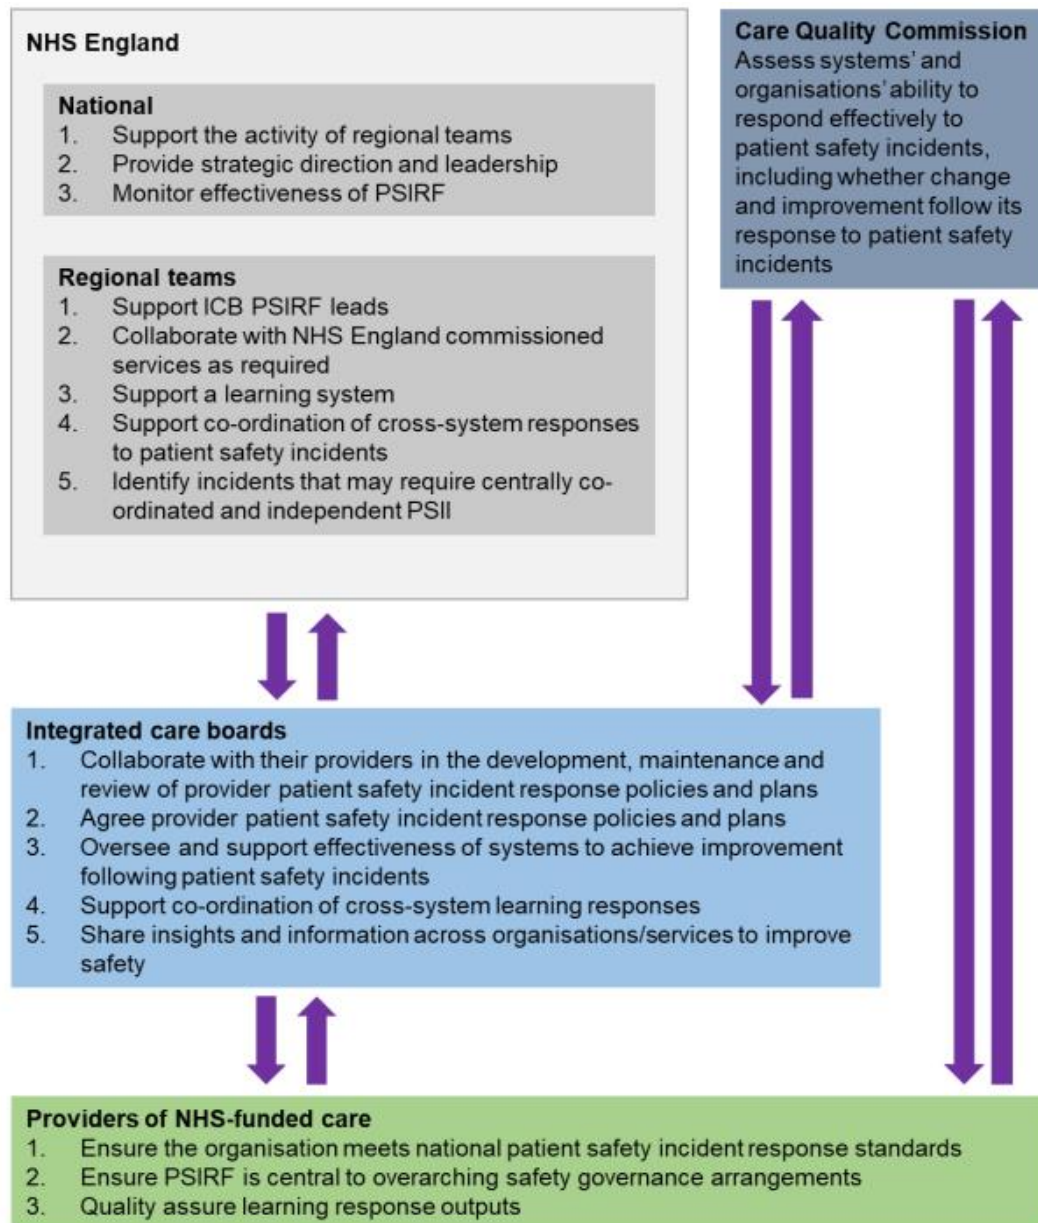 NHS England
National
1. Support the activity of regional teams
2. Provide strategic direction and leadership
3. Monitor effectiveness of PSIRF
Regional teams
1. Support ICB PSIRF leads
2. Collaborate with NHS England commissioned
services as required
3. Support a learning system
4. Support co-ordination of cross-system responses
to patient safety incidents
5. Identify incidents that may require centrally co-
ordinated and independent PSII
Care Quality Commission
Assess systems’ and
organisations’ ability to
respond effectively to
patient safety incidents,
including whether change
and improvement follow its
response to patient safety
incidents
Integrated care boards
1. Collaborate with their providers in the development, maintenance and
review of provider patient safety incident response policies and plans
2. Agree provider patient safety incident response policies and plans
3. Oversee and support effectiveness of systems to achieve improvement
following patient safety incidents
4. Support co-ordination of cross-system learning responses
5. Share insights and information across organisations/services to improve
safety
Providers of NHS-funded care
1. Ensure the organisation meets national patient safety incident response standards
2. Ensure PSIRF is central to overarching safety governance arrangements
3. Quality assure learning response outputs